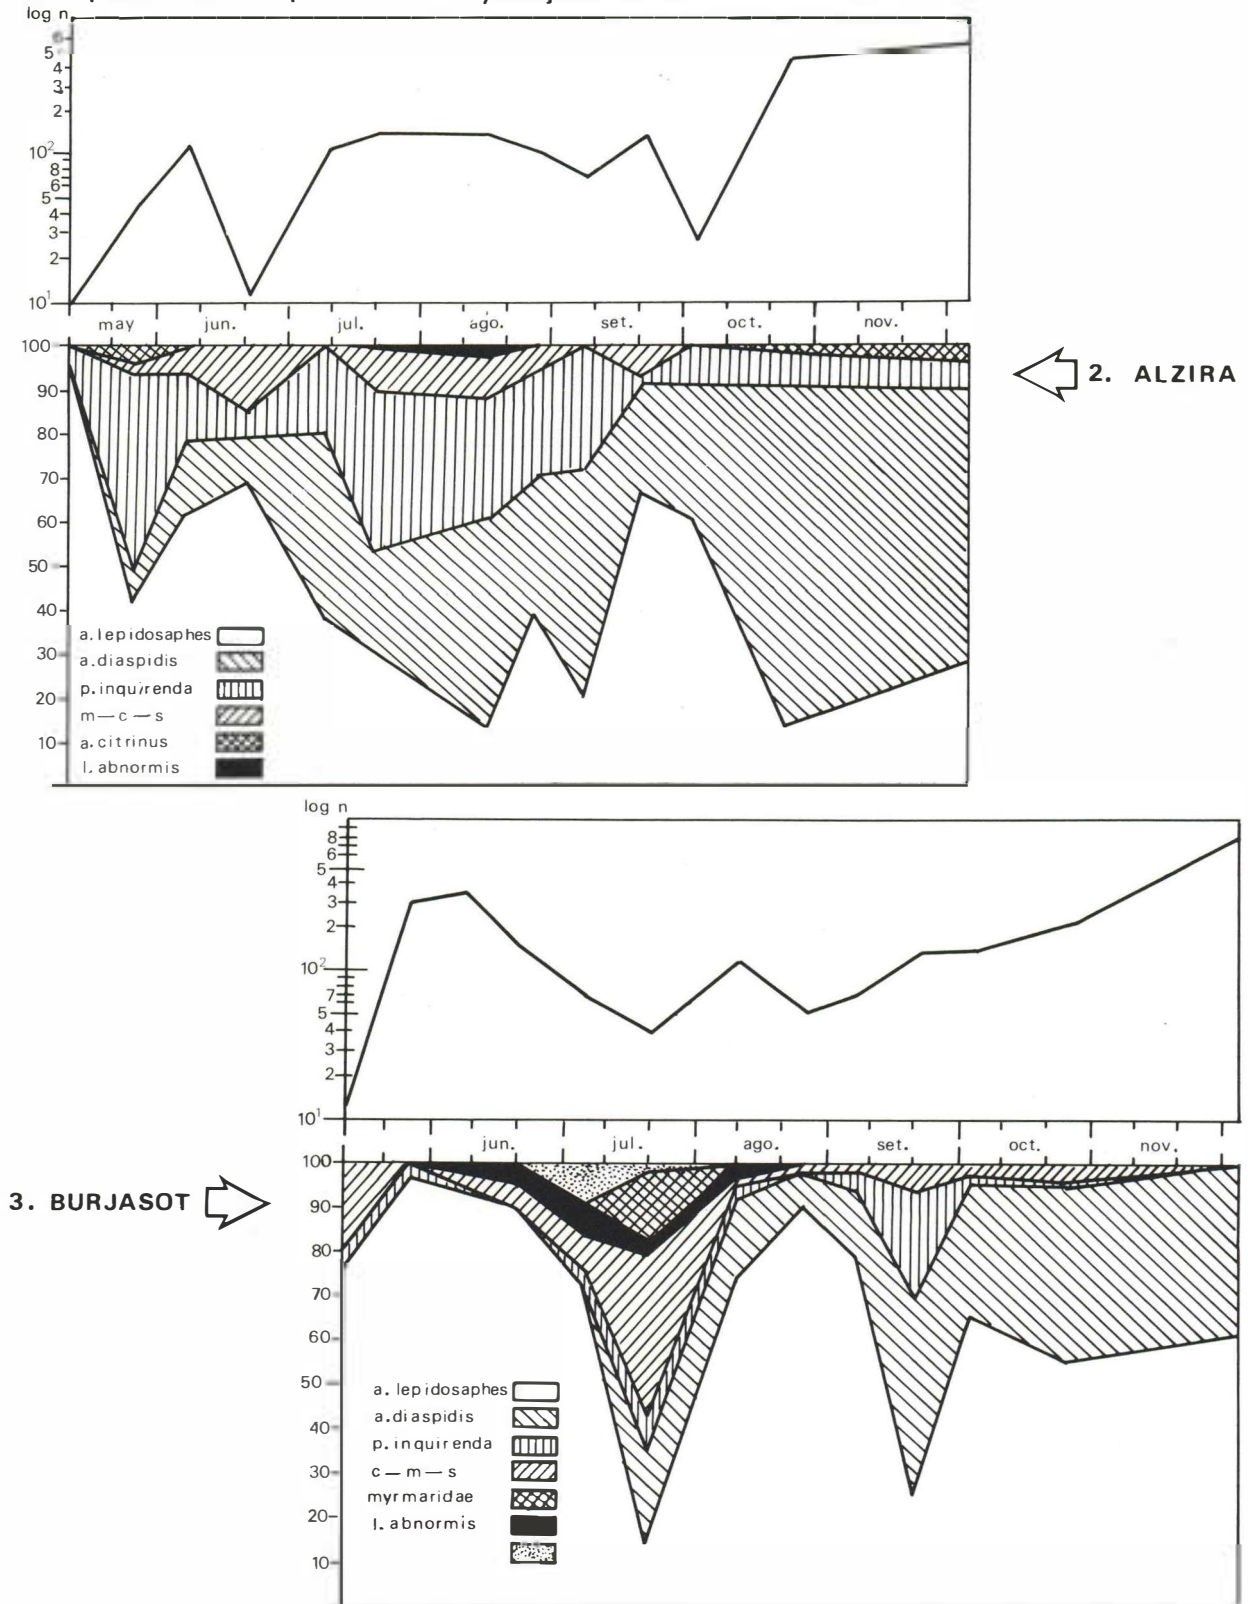 log n
6
5
4
3
2
10²
8
6
5
4
3
2
10¹
may jun. jul. ago. set. oct. nov.
100
90
80
70
60
50
40
30
20
10
a. lepidosaphes
a. diaspidis
p. inquirenda
m—c—s
a. citrinus
l. abnormis
2. ALZIRA
log n
8
6
5
4
3
2
10²
7
5
4
3
2
10¹
jun. jul. ago. set. oct. nov.
100
90
80
70
60
50
40
30
20
10
3. BURJASOT
a. lepidosaphes
a. diaspidis
p. inquirenda
c—m—s
myrmaridae
l. abnormis